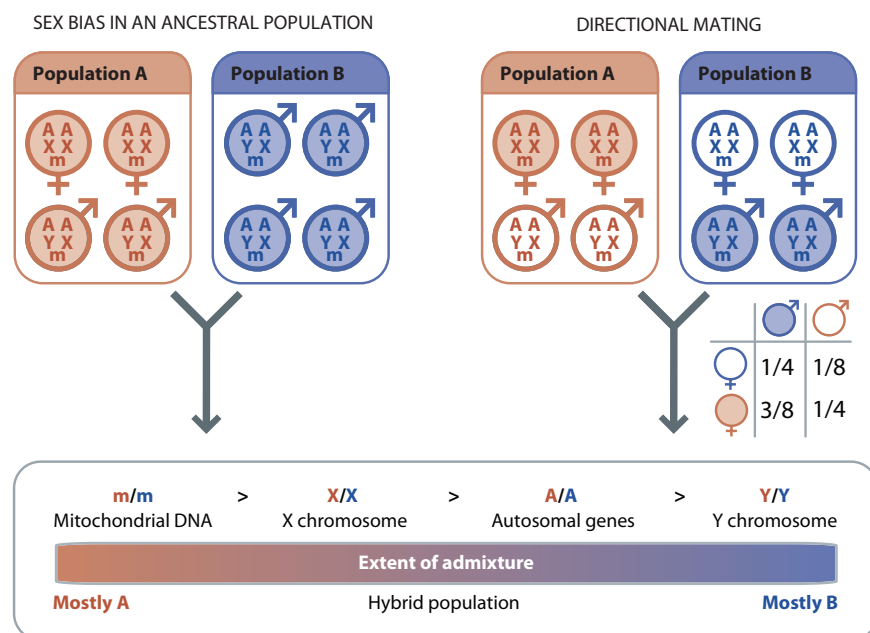 SEX BIAS IN AN ANCESTRAL POPULATION
DIRECTIONAL MATING
Population A
Population B
Population A
Population B
A A
X X
m
A A
X X
m
A A
Y X
m
A A
Y X
m
A A
X X
m
A A
X X
m
A A
X X
m
A A
X X
m
A A
Y X
m
A A
Y X
m
A A
Y X
m
A A
Y X
m
A A
Y X
m
A A
Y X
m
A A
Y X
m
A A
Y X
m
1/4 1/8
3/8 1/4
m/m > X/X > A/A > Y/Y
Mitochondrial DNA X chromosome Autosomal genes Y chromosome
Extent of admixture
Mostly A Hybrid population Mostly B